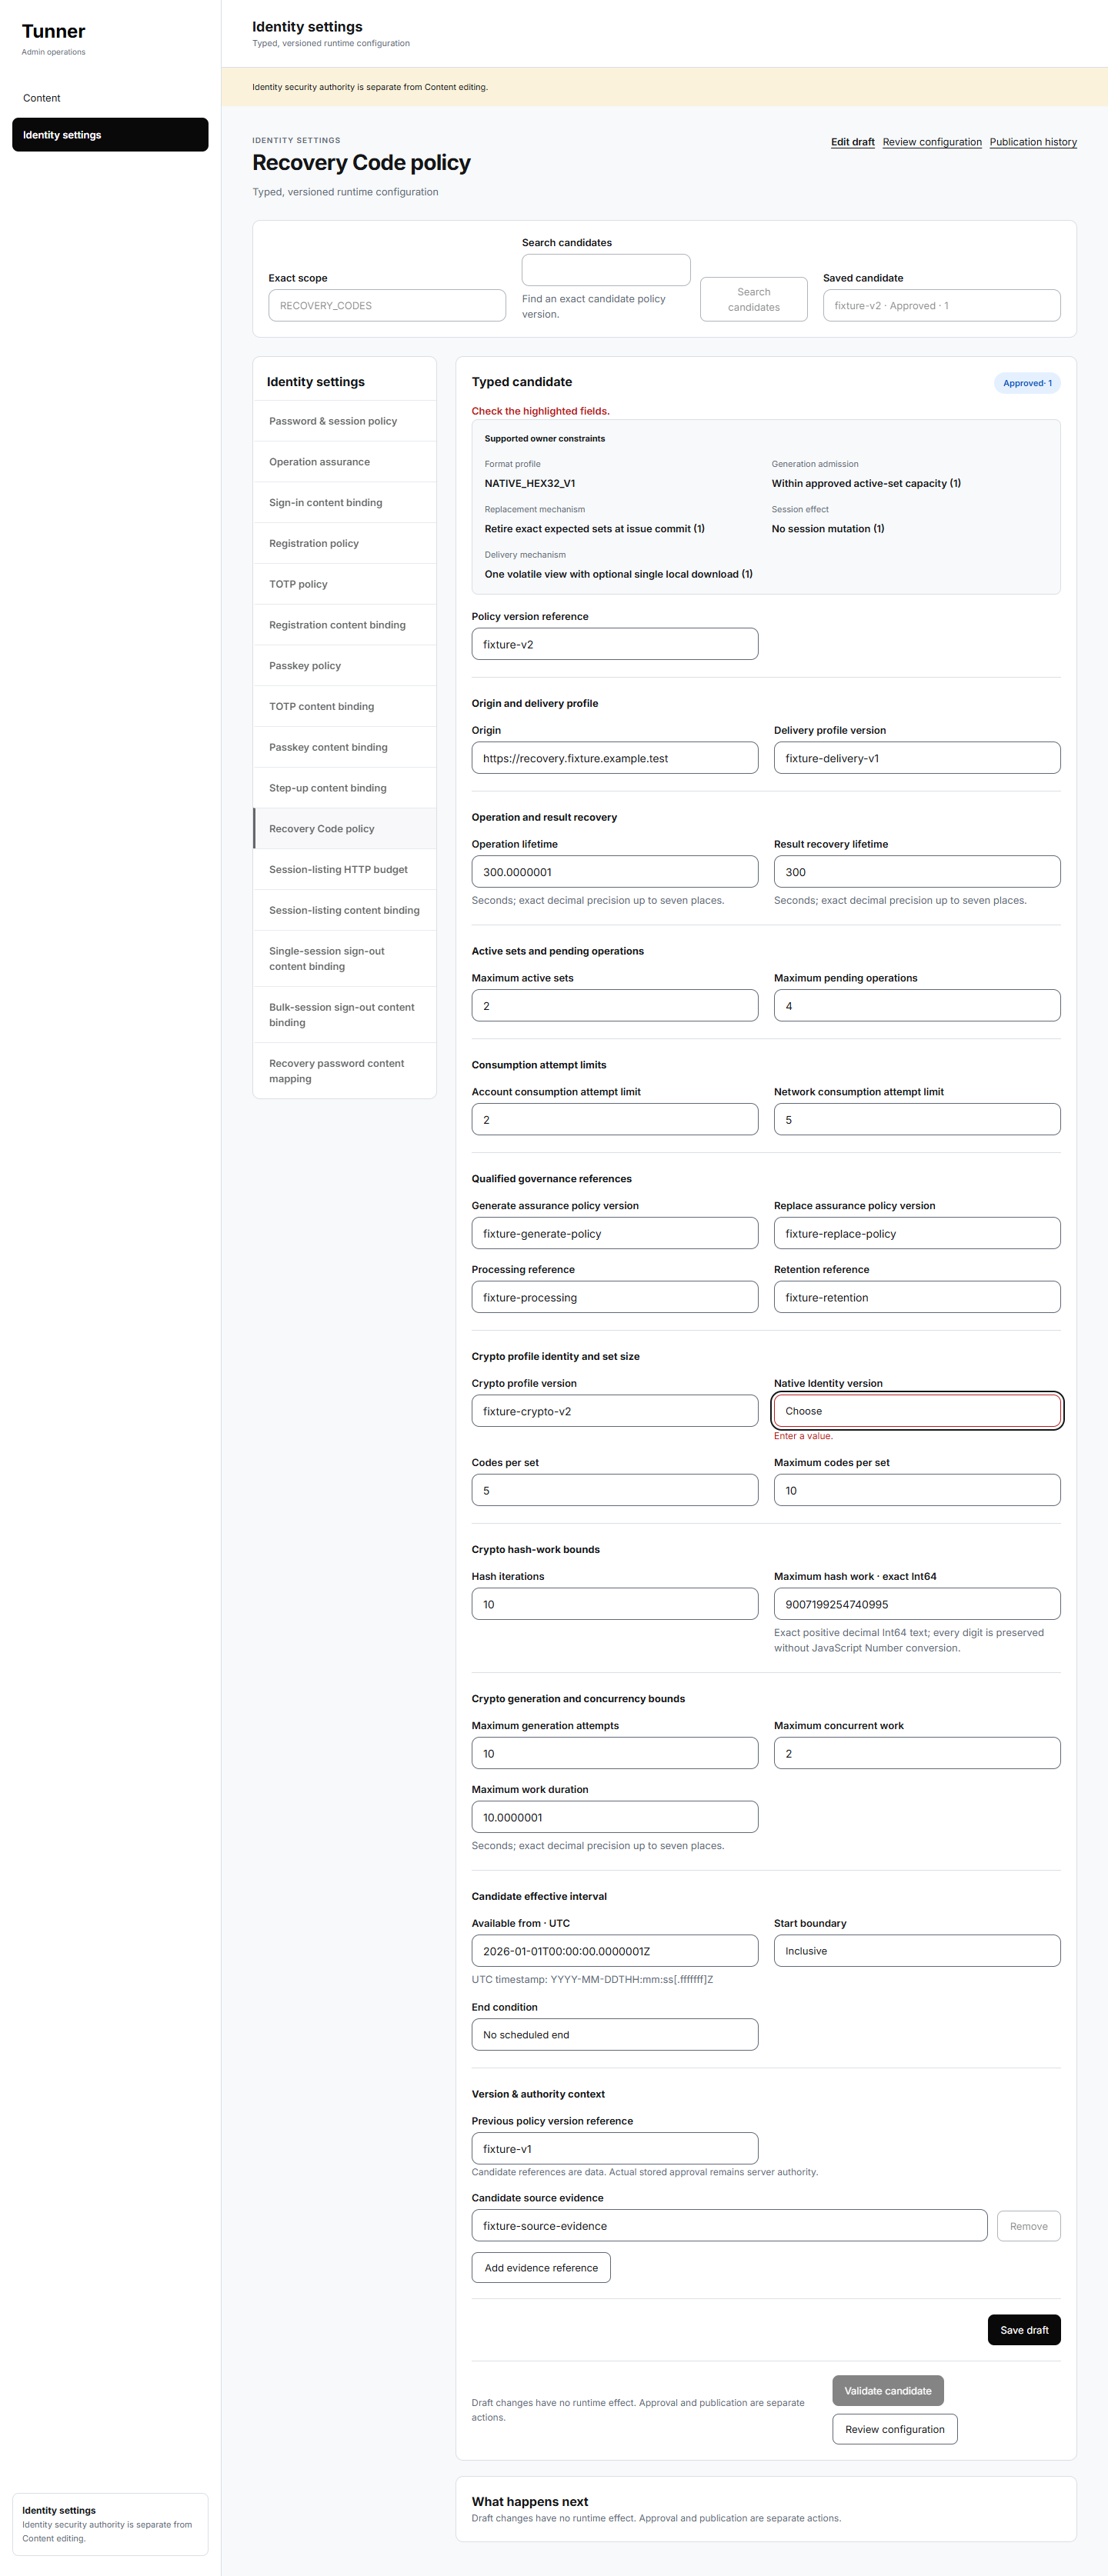 Tunner
Admin operations
Content
Identity settings
Identity settings
Typed, versioned runtime configuration
Identity security authority is separate from Content editing.
IDENTITY SETTINGS
Recovery Code policy
Typed, versioned runtime configuration
Edit draft
Review configuration
Publication history
Exact scope
RECOVERY_CODES
Search candidates
Find an exact candidate policy
version.
Search
candidates
Saved candidate
fixture-v2 · Approved · 1
Identity settings
Password & session policy
Operation assurance
Sign-in content binding
Registration policy
TOTP policy
Registration content binding
Passkey policy
TOTP content binding
Passkey content binding
Step-up content binding
Recovery Code policy
Session-listing HTTP budget
Session-listing content binding
Single-session sign-out
content binding
Bulk-session sign-out content
binding
Recovery password content
mapping
Typed candidate
Approved· 1
Check the highlighted fields.
Supported owner constraints
Format profile
NATIVE_HEX32_V1
Generation admission
Within approved active-set capacity (1)
Replacement mechanism
Retire exact expected sets at issue commit (1)
Session effect
No session mutation (1)
Delivery mechanism
One volatile view with optional single local download (1)
Policy version reference
fixture-v2
Origin and delivery profile
Origin
https://recovery.fixture.example.test
Delivery profile version
fixture-delivery-v1
Operation and result recovery
Operation lifetime
300.0000001
Seconds; exact decimal precision up to seven places.
Result recovery lifetime
300
Seconds; exact decimal precision up to seven places.
Active sets and pending operations
Maximum active sets
2
Maximum pending operations
4
Consumption attempt limits
Account consumption attempt limit
2
Network consumption attempt limit
5
Qualified governance references
Generate assurance policy version
fixture-generate-policy
Replace assurance policy version
fixture-replace-policy
Processing reference
fixture-processing
Retention reference
fixture-retention
Crypto profile identity and set size
Crypto profile version
fixture-crypto-v2
Native Identity version
Choose
Enter a value.
Codes per set
5
Maximum codes per set
10
Crypto hash-work bounds
Hash iterations
10
Maximum hash work · exact Int64
9007199254740995
Exact positive decimal Int64 text; every digit is preserved
without JavaScript Number conversion.
Crypto generation and concurrency bounds
Maximum generation attempts
10
Maximum concurrent work
2
Maximum work duration
10.0000001
Seconds; exact decimal precision up to seven places.
Candidate effective interval
Available from · UTC
2026-01-01T00:00:00.0000001Z
UTC timestamp: YYYY-MM-DDTHH:mm:ss[.fffffff]Z
Start boundary
Inclusive
End condition
No scheduled end
Version & authority context
Previous policy version reference
fixture-v1
Candidate references are data. Actual stored approval remains server authority.
Candidate source evidence
fixture-source-evidence
Remove
Add evidence reference
Save draft
Draft changes have no runtime effect. Approval and publication are separate
actions.
Validate candidate
Review configuration
What happens next
Draft changes have no runtime effect. Approval and publication are separate actions.
Identity settings
Identity security authority is separate from
Content editing.